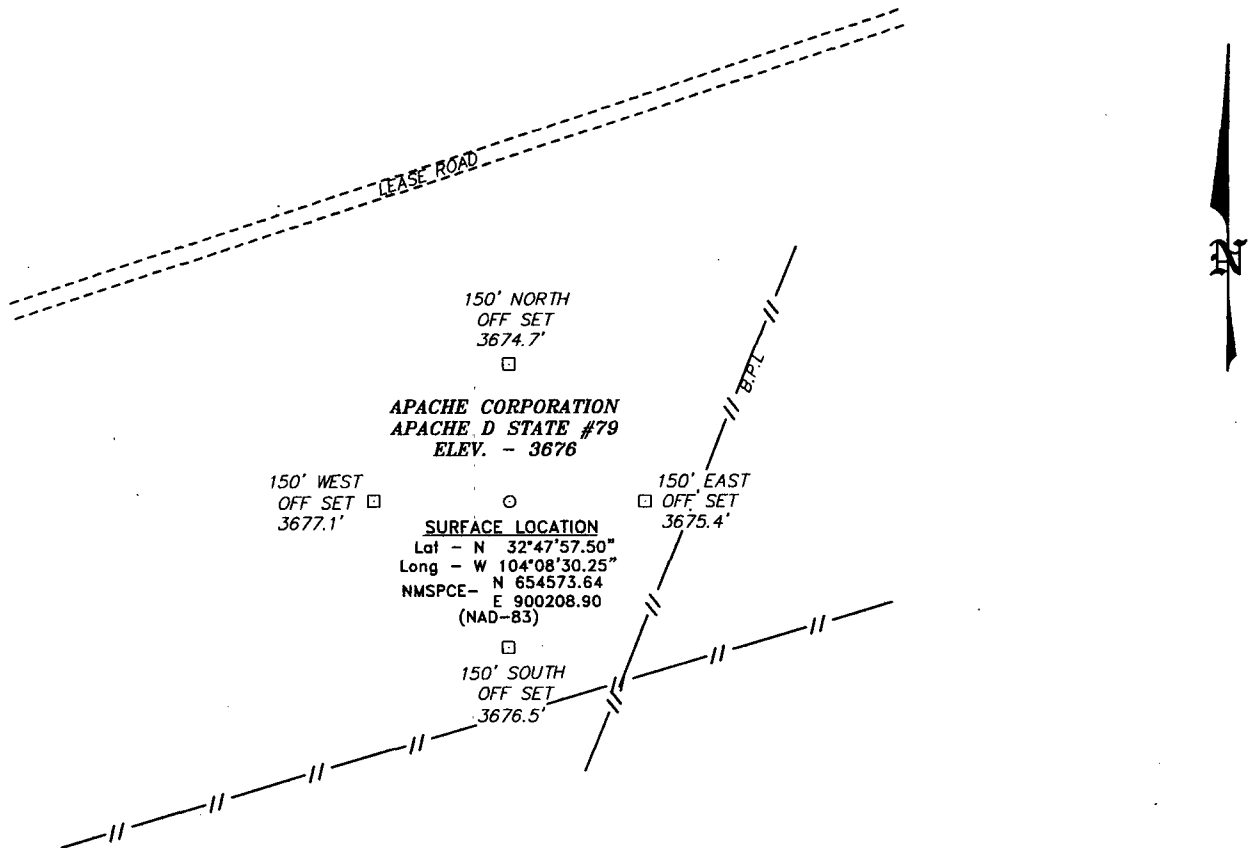 LEASE ROAD
N
150' NORTH
OFF SET
3674.7'
B.P.L
APACHE CORPORATION
APACHE D STATE #79
ELEV. - 3676
150' WEST
OFF SET
3677.1'
150' EAST
OFF SET
3675.4'
SURFACE LOCATION
Lat - N 32°47'57.50"
Long - W 104°08'30.25"
NMSPCE- N 654573.64
E 900208.90
(NAD-83)
150' SOUTH
OFF SET
3676.5'